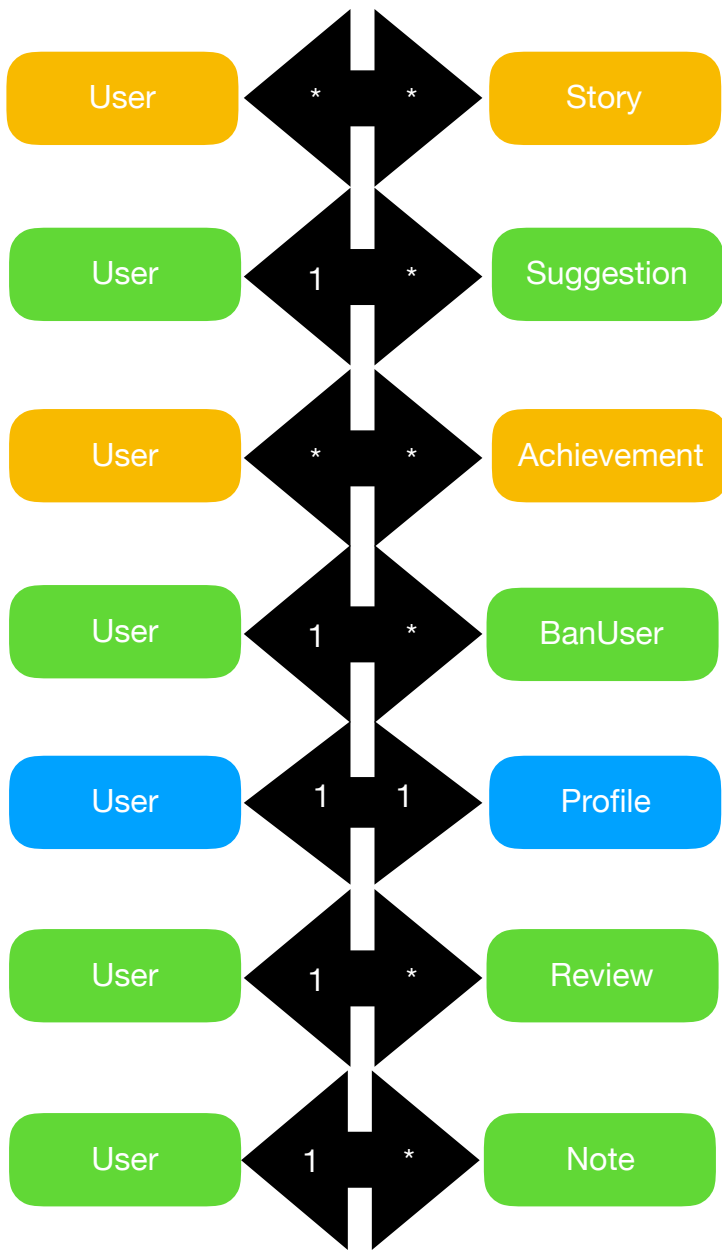 User * * Story
User 1 * Suggestion
User * * Achievement
User 1 * BanUser
User 1 1 Profile
User 1 * Review
User 1 * Note